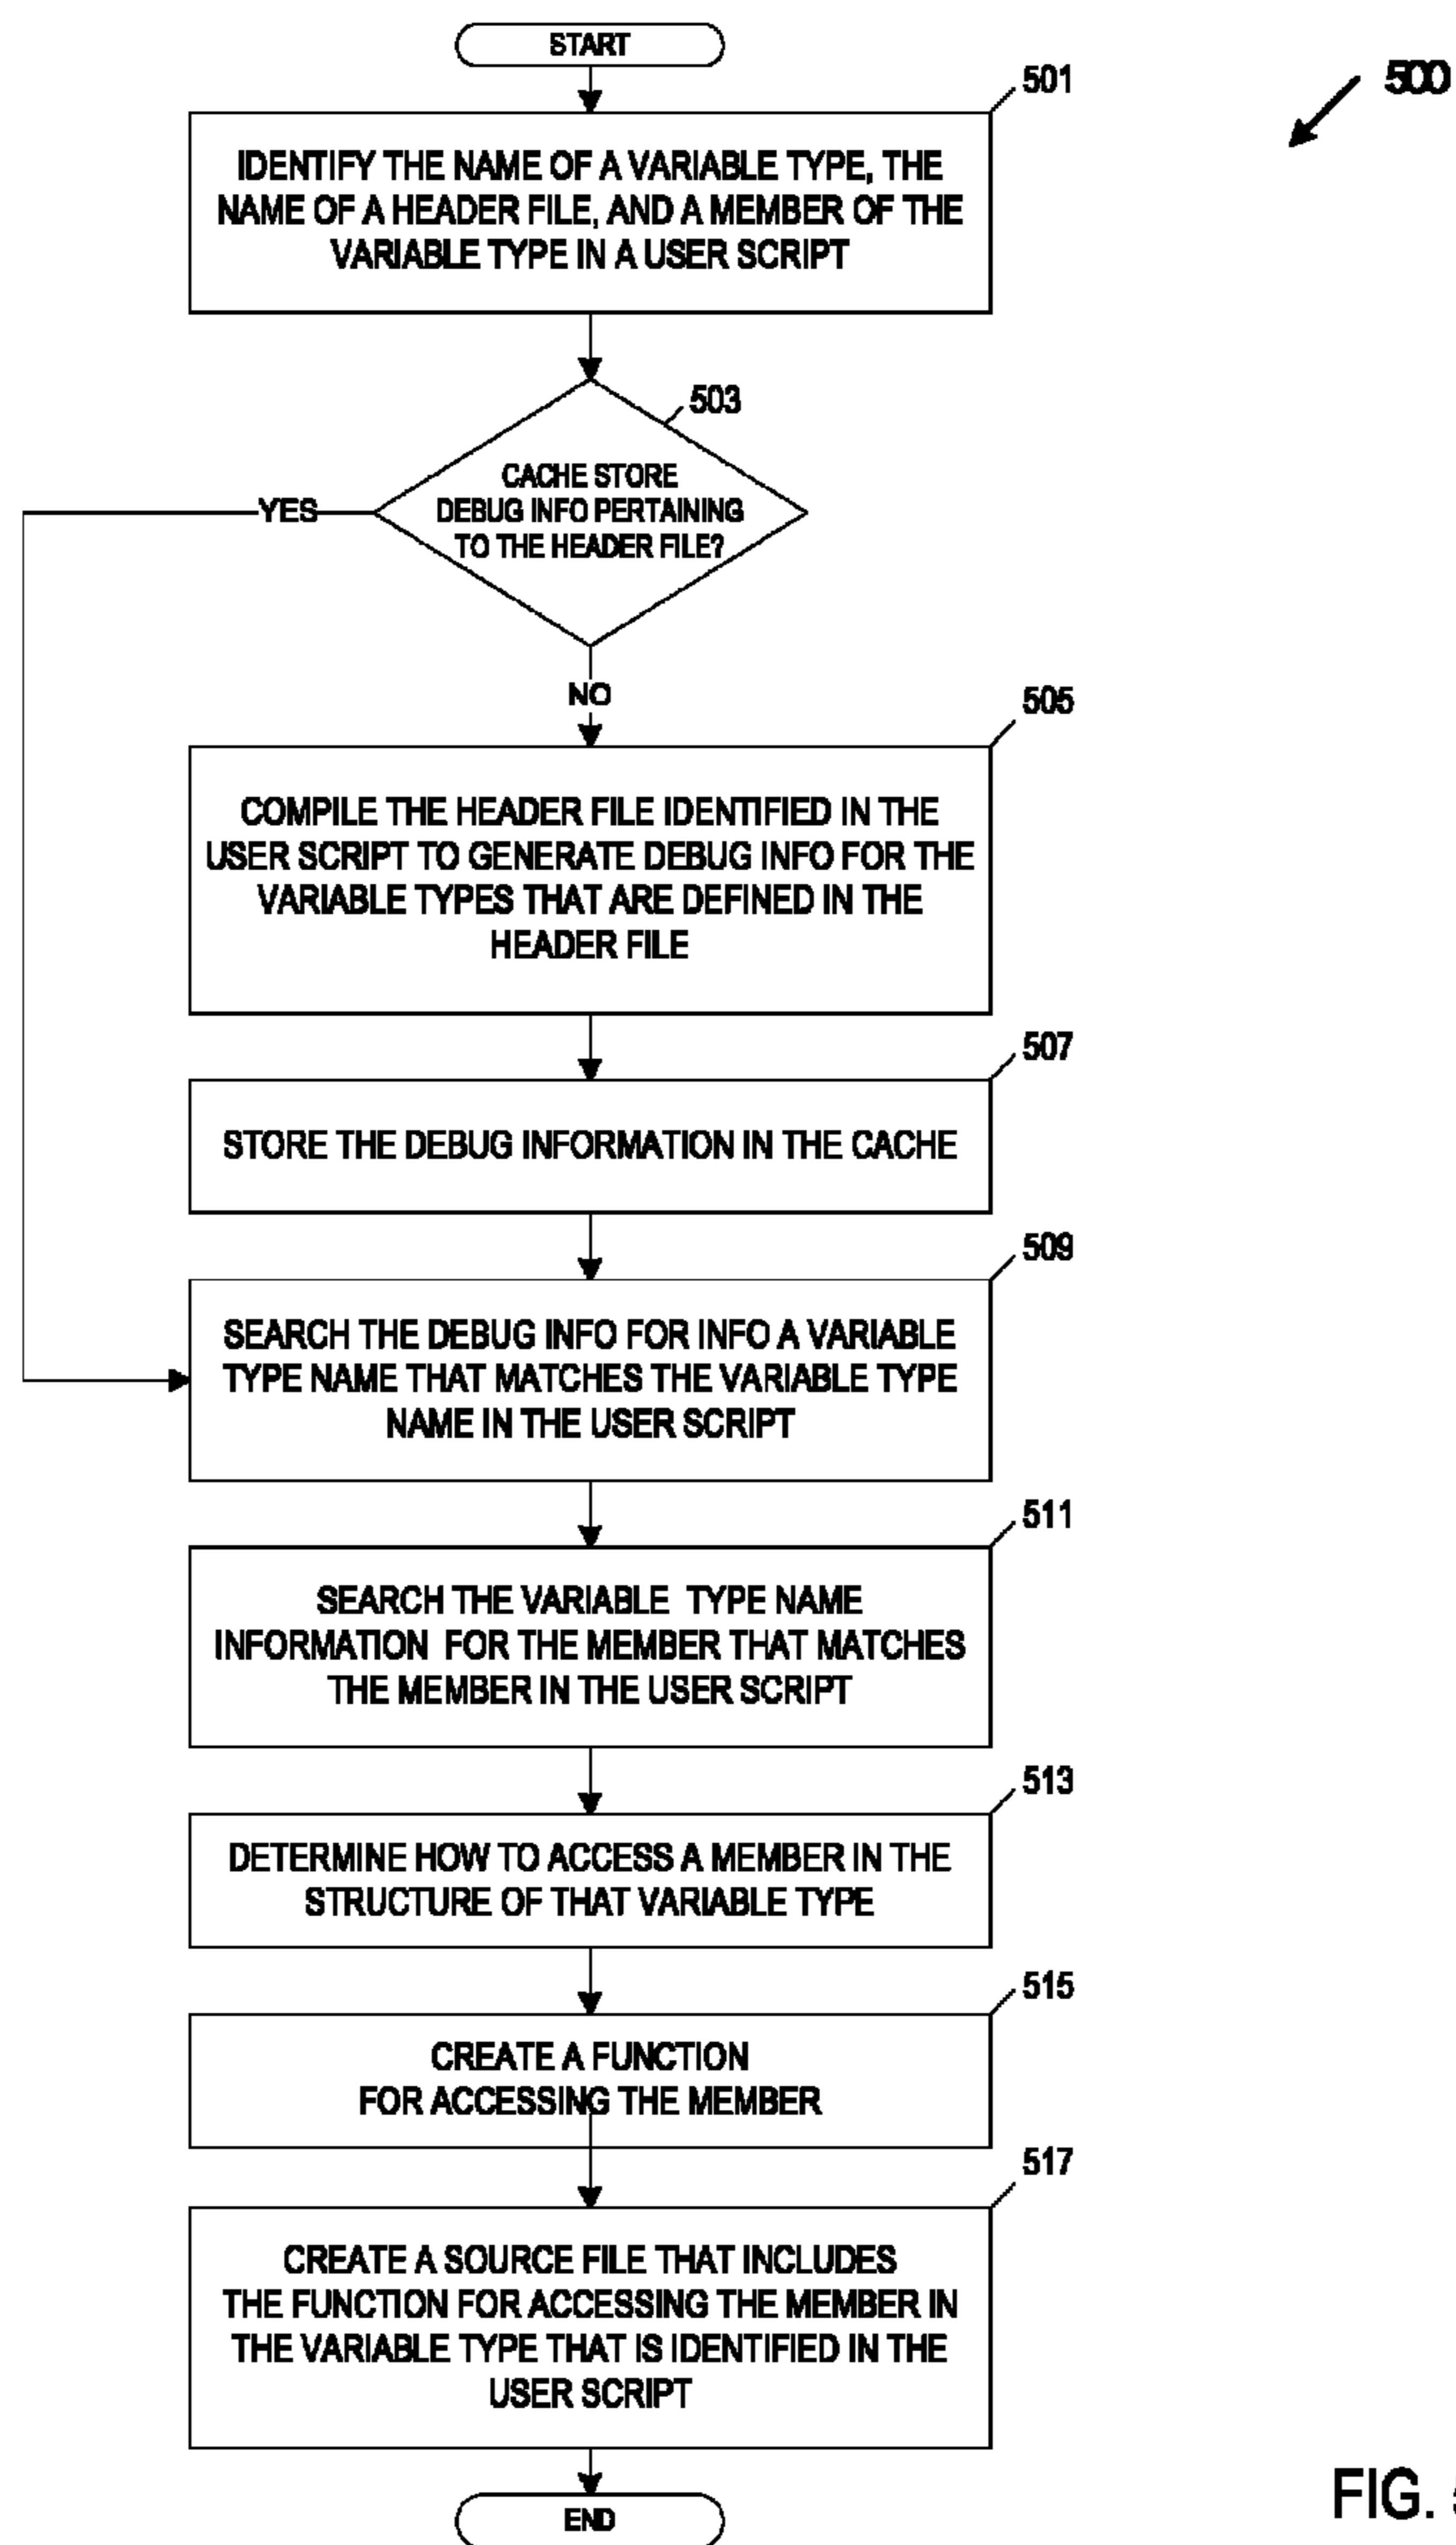 START
501
500
IDENTIFY THE NAME OF A VARIABLE TYPE, THE
NAME OF A HEADER FILE, AND A MEMBER OF THE
VARIABLE TYPE IN A USER SCRIPT
503
CACHE STORE
DEBUG INFO PERTAINING
TO THE HEADER FILE?
YES
NO
505
COMPILE THE HEADER FILE IDENTIFIED IN THE
USER SCRIPT TO GENERATE DEBUG INFO FOR THE
VARIABLE TYPES THAT ARE DEFINED IN THE
HEADER FILE
507
STORE THE DEBUG INFORMATION IN THE CACHE
509
SEARCH THE DEBUG INFO FOR INFO A VARIABLE
TYPE NAME THAT MATCHES THE VARIABLE TYPE
NAME IN THE USER SCRIPT
511
SEARCH THE VARIABLE TYPE NAME
INFORMATION FOR THE MEMBER THAT MATCHES
THE MEMBER IN THE USER SCRIPT
513
DETERMINE HOW TO ACCESS A MEMBER IN THE
STRUCTURE OF THAT VARIABLE TYPE
515
CREATE A FUNCTION
FOR ACCESSING THE MEMBER
517
CREATE A SOURCE FILE THAT INCLUDES
THE FUNCTION FOR ACCESSING THE MEMBER IN
THE VARIABLE TYPE THAT IS IDENTIFIED IN THE
USER SCRIPT
END
FIG. 5